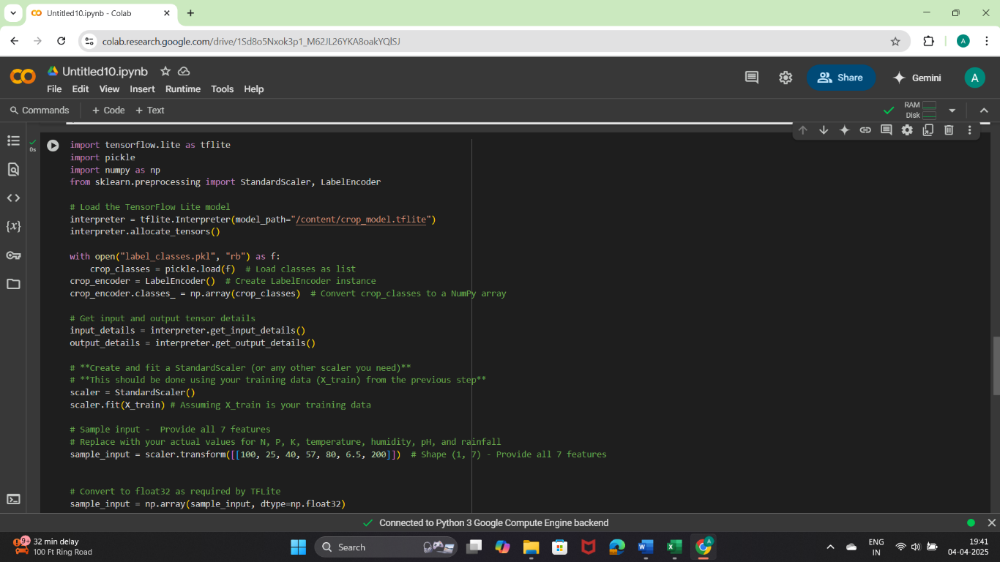 Untitled10.ipynb - Colab
colab.research.google.com/drive/1Sd8o5Nxok3p1_M62JL26YKA8oakYQlSJ
A
Untitled10.ipynb
File Edit View Insert Runtime Tools Help
Share
Gemini
A
Commands + Code + Text
RAM
Disk
0s
import tensorflow.lite as tflite
import pickle
import numpy as np
from sklearn.preprocessing import StandardScaler, LabelEncoder
# Load the TensorFlow Lite model
interpreter = tflite.Interpreter(model_path="/content/crop_model.tflite")
interpreter.allocate_tensors()
with open("label_classes.pkl", "rb") as f:
    crop_classes = pickle.load(f)  # Load classes as list
crop_encoder = LabelEncoder()  # Create LabelEncoder instance
crop_encoder.classes_ = np.array(crop_classes)  # Convert crop_classes to a NumPy array
# Get input and output tensor details
input_details = interpreter.get_input_details()
output_details = interpreter.get_output_details()
# **Create and fit a StandardScaler (or any other scaler you need)**
# **This should be done using your training data (X_train) from the previous step**
scaler = StandardScaler()
scaler.fit(X_train) # Assuming X_train is your training data
# Sample input -  Provide all 7 features
# Replace with your actual values for N, P, K, temperature, humidity, pH, and rainfall
sample_input = scaler.transform([[100, 25, 40, 57, 80, 6.5, 200]])  # Shape (1, 7) - Provide all 7 features
# Convert to float32 as required by TFLite
sample_input = np.array(sample_input, dtype=np.float32)
Connected to Python 3 Google Compute Engine backend
9+
32 min delay
100 Ft Ring Road
Search
ENG
IN
19:41
04-04-2025